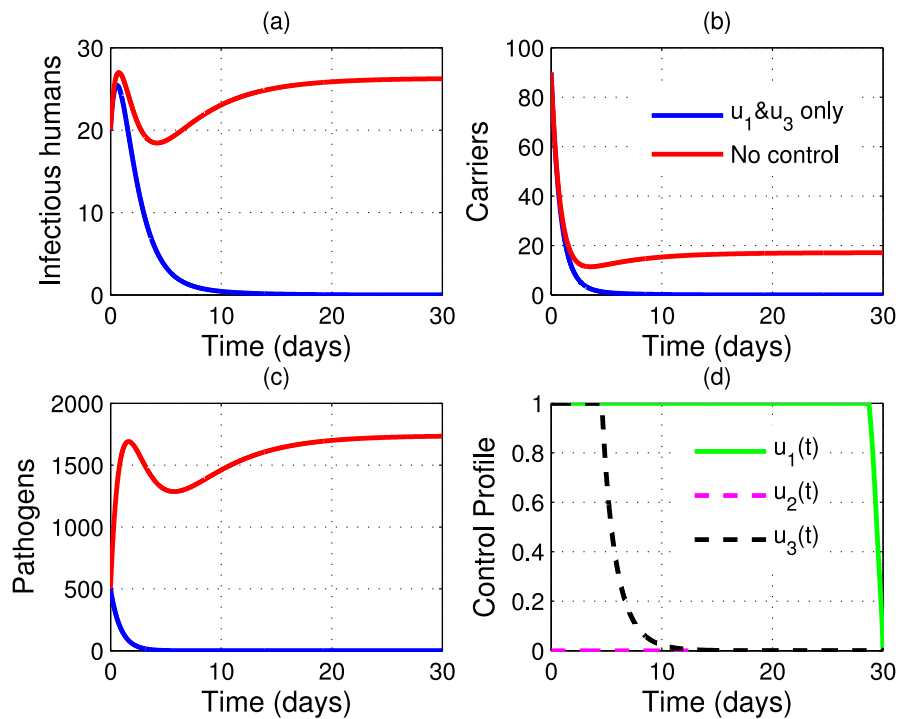 (a)
Infectious humans
30
20
10
0
0 10 20 30
Time (days)
(b)
Carriers
100
80
60
40
20
0
u₁&u₃ only
No control
0 10 20 30
Time (days)
(c)
Pathogens
2000
1500
1000
500
0
0 10 20 30
Time (days)
(d)
Control Profile
1
0.8
0.6
0.4
0.2
0
u₁(t)
u₂(t)
u₃(t)
0 10 20 30
Time (days)